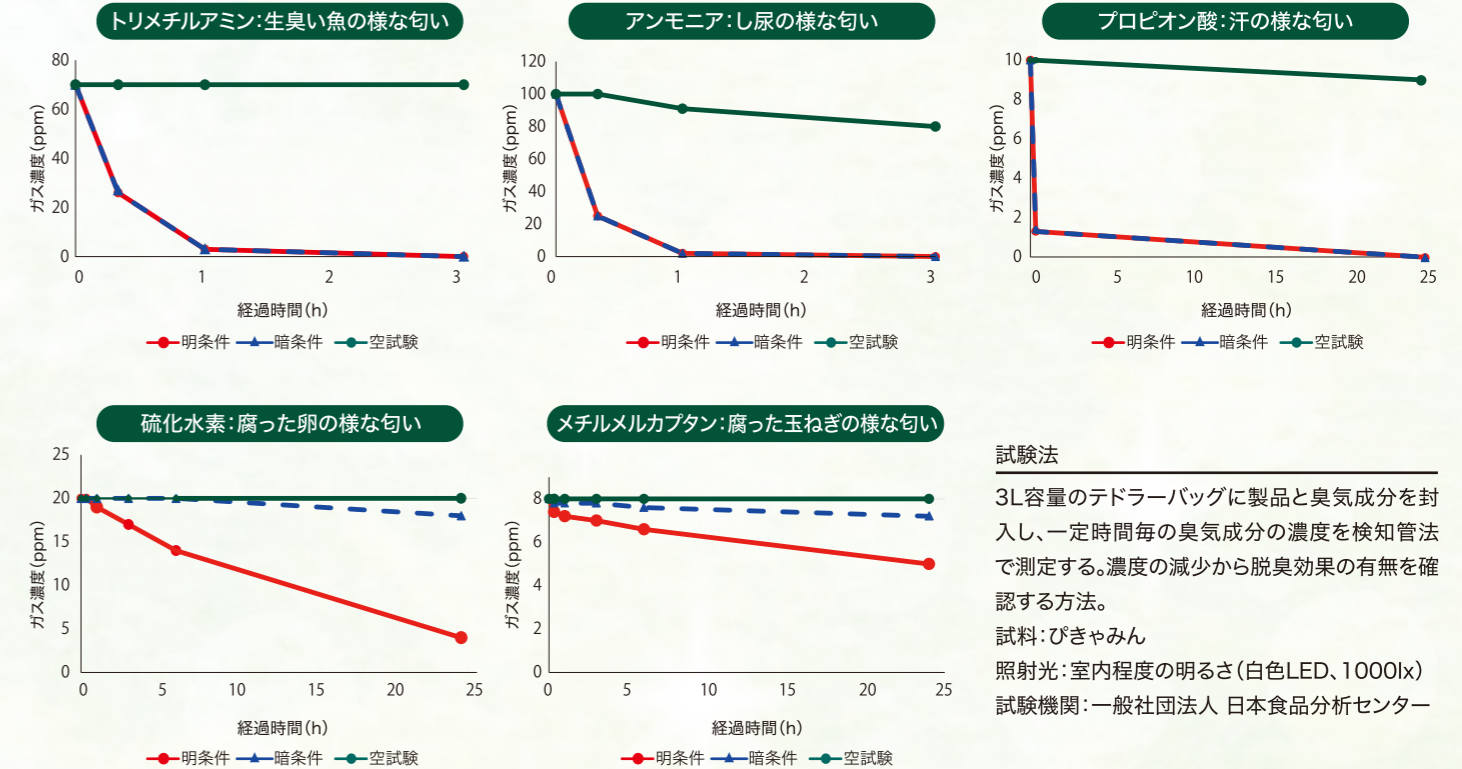 トリメチルアミン：生臭い魚の様な匂い
ガス濃度（ppm）
80
60
40
20
0
0 1 2 3
経過時間（h）
明条件 暗条件 空試験
アンモニア：し尿の様な匂い
ガス濃度（ppm）
120
100
80
60
40
20
0
0 1 2 3
経過時間（h）
明条件 暗条件 空試験
プロピオン酸：汗の様な匂い
ガス濃度（ppm）
10
8
6
4
2
0
0 5 10 15 20 25
経過時間（h）
明条件 暗条件 空試験
硫化水素：腐った卵の様な匂い
ガス濃度（ppm）
25
20
15
10
5
0
0 5 10 15 20 25
経過時間（h）
明条件 暗条件 空試験
メチルメルカプタン：腐った玉ねぎの様な匂い
ガス濃度（ppm）
8
6
4
2
0
0 5 10 15 20 25
経過時間（h）
明条件 暗条件 空試験
試験法
3L容量のテドラーバッグに製品と臭気成分を封
入し、一定時間毎の臭気成分の濃度を検知管法
で測定する。濃度の減少から脱臭効果の有無を確
認する方法。
試料：ぴきゃみん
照射光：室内程度の明るさ（白色LED、1000lx）
試験機関：一般社団法人 日本食品分析センター